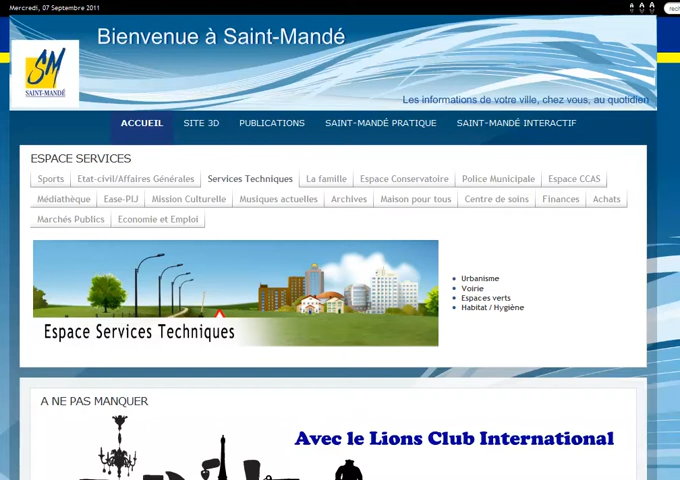 Mercredi, 07 Septembre 2011
A A A
Bienvenue à Saint-Mandé
SM
SAINT-MANDÉ
Les informations de votre ville, chez vous, au quotidien
ACCUEIL SITE 3D PUBLICATIONS SAINT-MANDÉ PRATIQUE SAINT-MANDÉ INTERACTIF
ESPACE SERVICES
Sports Etat-civil/Affaires Générales Services Techniques La famille Espace Conservatoire Police Municipale Espace CCAS
Médiathèque Ease-PIJ Mission Culturelle Musiques actuelles Archives Maison pour tous Centre de soins Finances Achats
Marchés Publics Economie et Emploi
Espace Services Techniques
Urbanisme
Voirie
Espaces verts
Habitat / Hygiène
A NE PAS MANQUER
Avec le Lions Club International